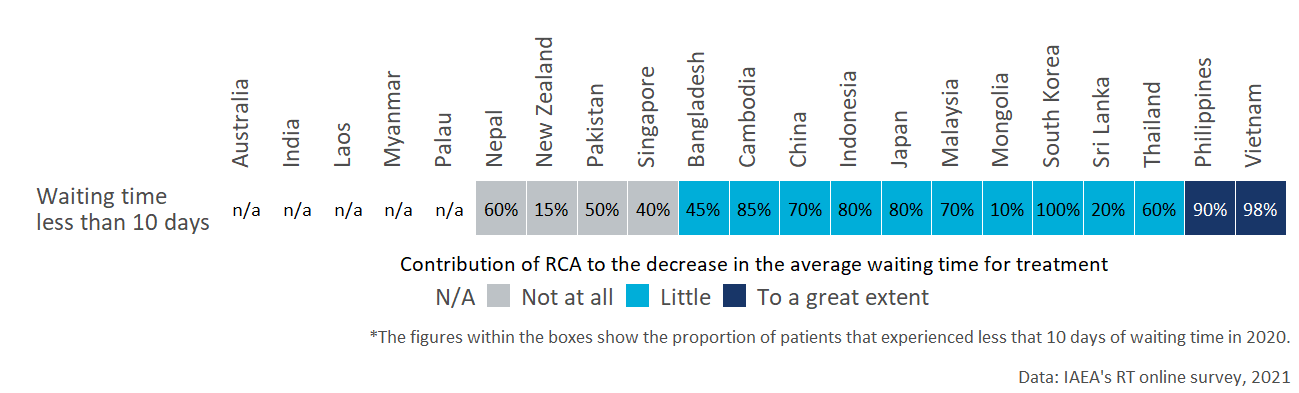 Australia
India
Laos
Myanmar
Palau
Nepal
New Zealand
Pakistan
Singapore
Bangladesh
Cambodia
China
Indonesia
Japan
Malaysia
Mongolia
South Korea
Sri Lanka
Thailand
Philippines
Vietnam
Waiting time
less than 10 days
n/a n/a n/a n/a n/a 60% 15% 50% 40% 45% 85% 70% 80% 80% 70% 10% 100% 20% 60% 90% 98%
Contribution of RCA to the decrease in the average waiting time for treatment
N/A Not at all Little To a great extent
*The figures within the boxes show the proportion of patients that experienced less that 10 days of waiting time in 2020.
Data: IAEA's RT online survey, 2021